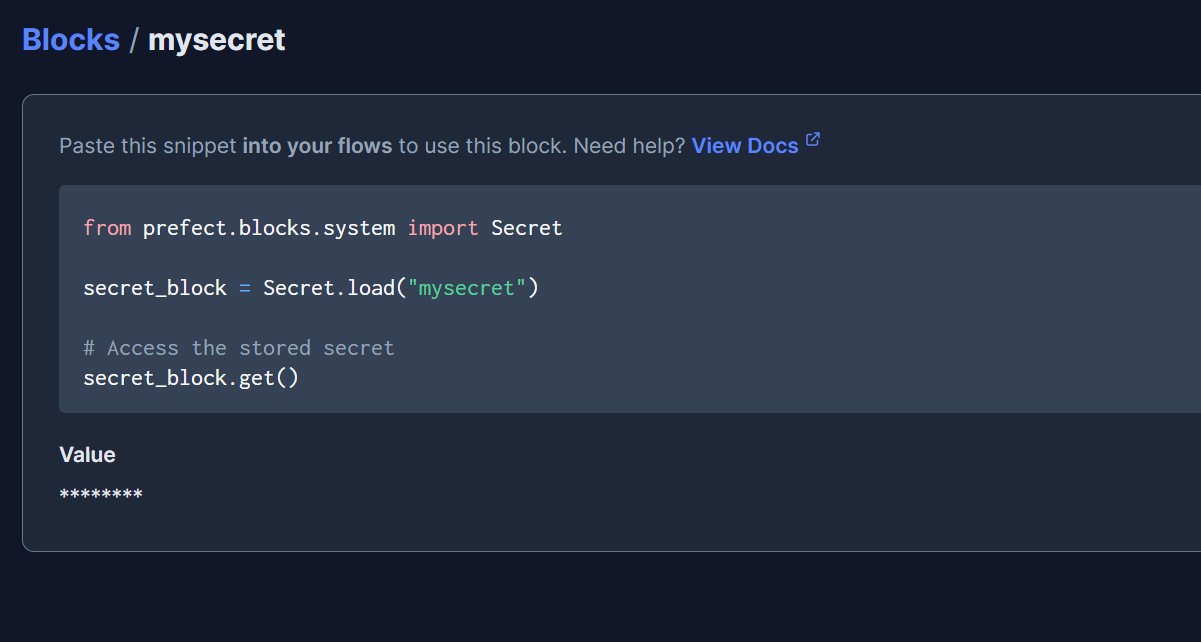 Blocks / mysecret
Paste this snippet into your flows to use this block. Need help? View Docs
from prefect.blocks.system import Secret
secret_block = Secret.load("mysecret")
# Access the stored secret
secret_block.get()
Value
********